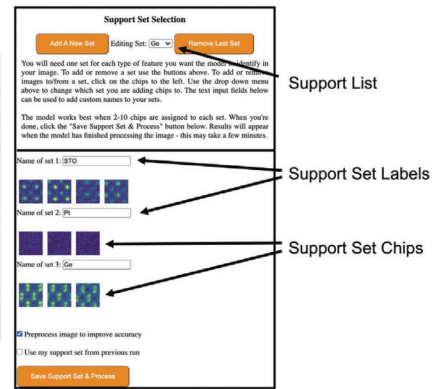 Support Set Selection
Add A New Set Editing Set: Ge Remove Last Set
You will need one set for each type of feature you want the model to identify in
your image. To add or remove a set use the buttons above. To add or remove
images to/from a set, click on the chips to the left. Use the drop down menu
above to change which set you are adding chips to. The text input fields below
can be used to add custom names to your sets.
The model works best when 2-10 chips are assigned to each set. When you're
done, click the "Save Support Set & Process" button below. Results will appear
when the model has finished processing the image - this may take a few minutes.
Name of set 1: STO
Name of set 2: Pt
Name of set 3: Ge
Preprocess image to improve accuracy
Use my support set from previous run
Save Support Set & Process
Support List
Support Set Labels
Support Set Chips